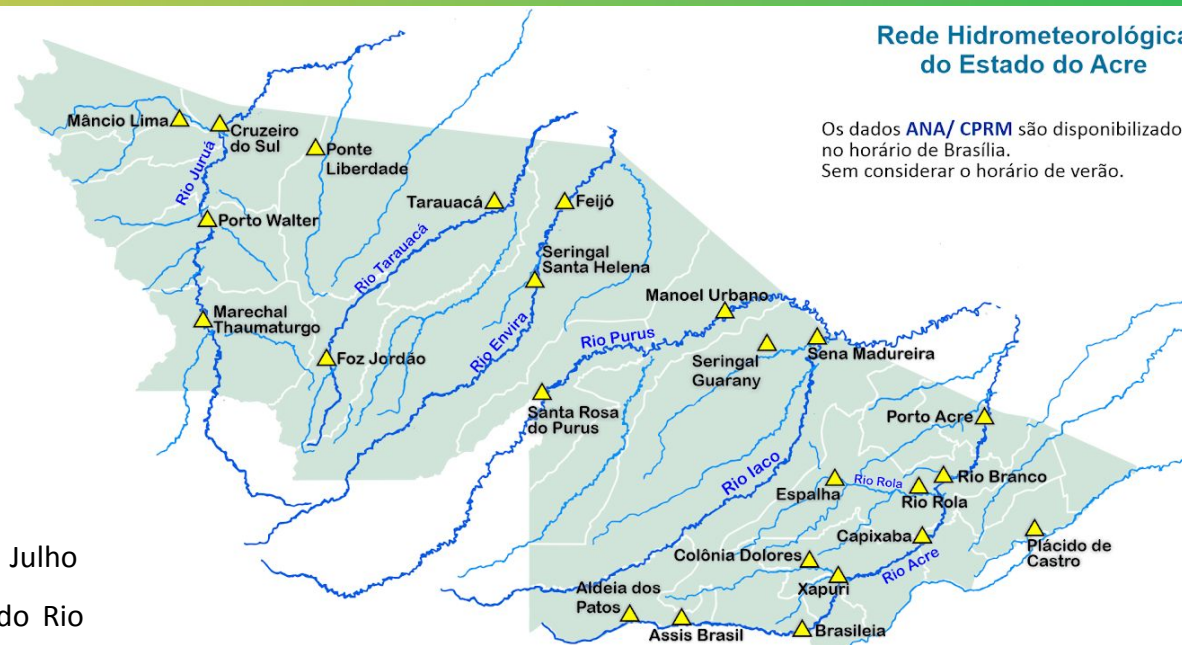 Rede Hidrometeorológica
do Estado do Acre
Os dados ANA/ CPRM são disponibilizado
no horário de Brasília.
Sem considerar o horário de verão.
Mâncio Lima
Cruzeiro
do Sul
Ponte
Liberdade
Rio Juruá
Porto Walter
Tarauacá
Feijó
Rio Tarauacá
Seringal
Santa Helena
Marechal
Thaumaturgo
Foz Jordão
Rio Envira
Manoel Urbano
Rio Purus
Seringal
Guarany
Sena Madureira
Santa Rosa
do Purus
Porto Acre
Rio Iaco
Espalha
Rio Rola
Rio Rola
Rio Branco
Capixaba
Plácido de
Castro
Colônia Dolores
Rio Acre
Xapuri
Aldeia dos
Patos
Assis Brasil
Brasileia
Julho
do Rio